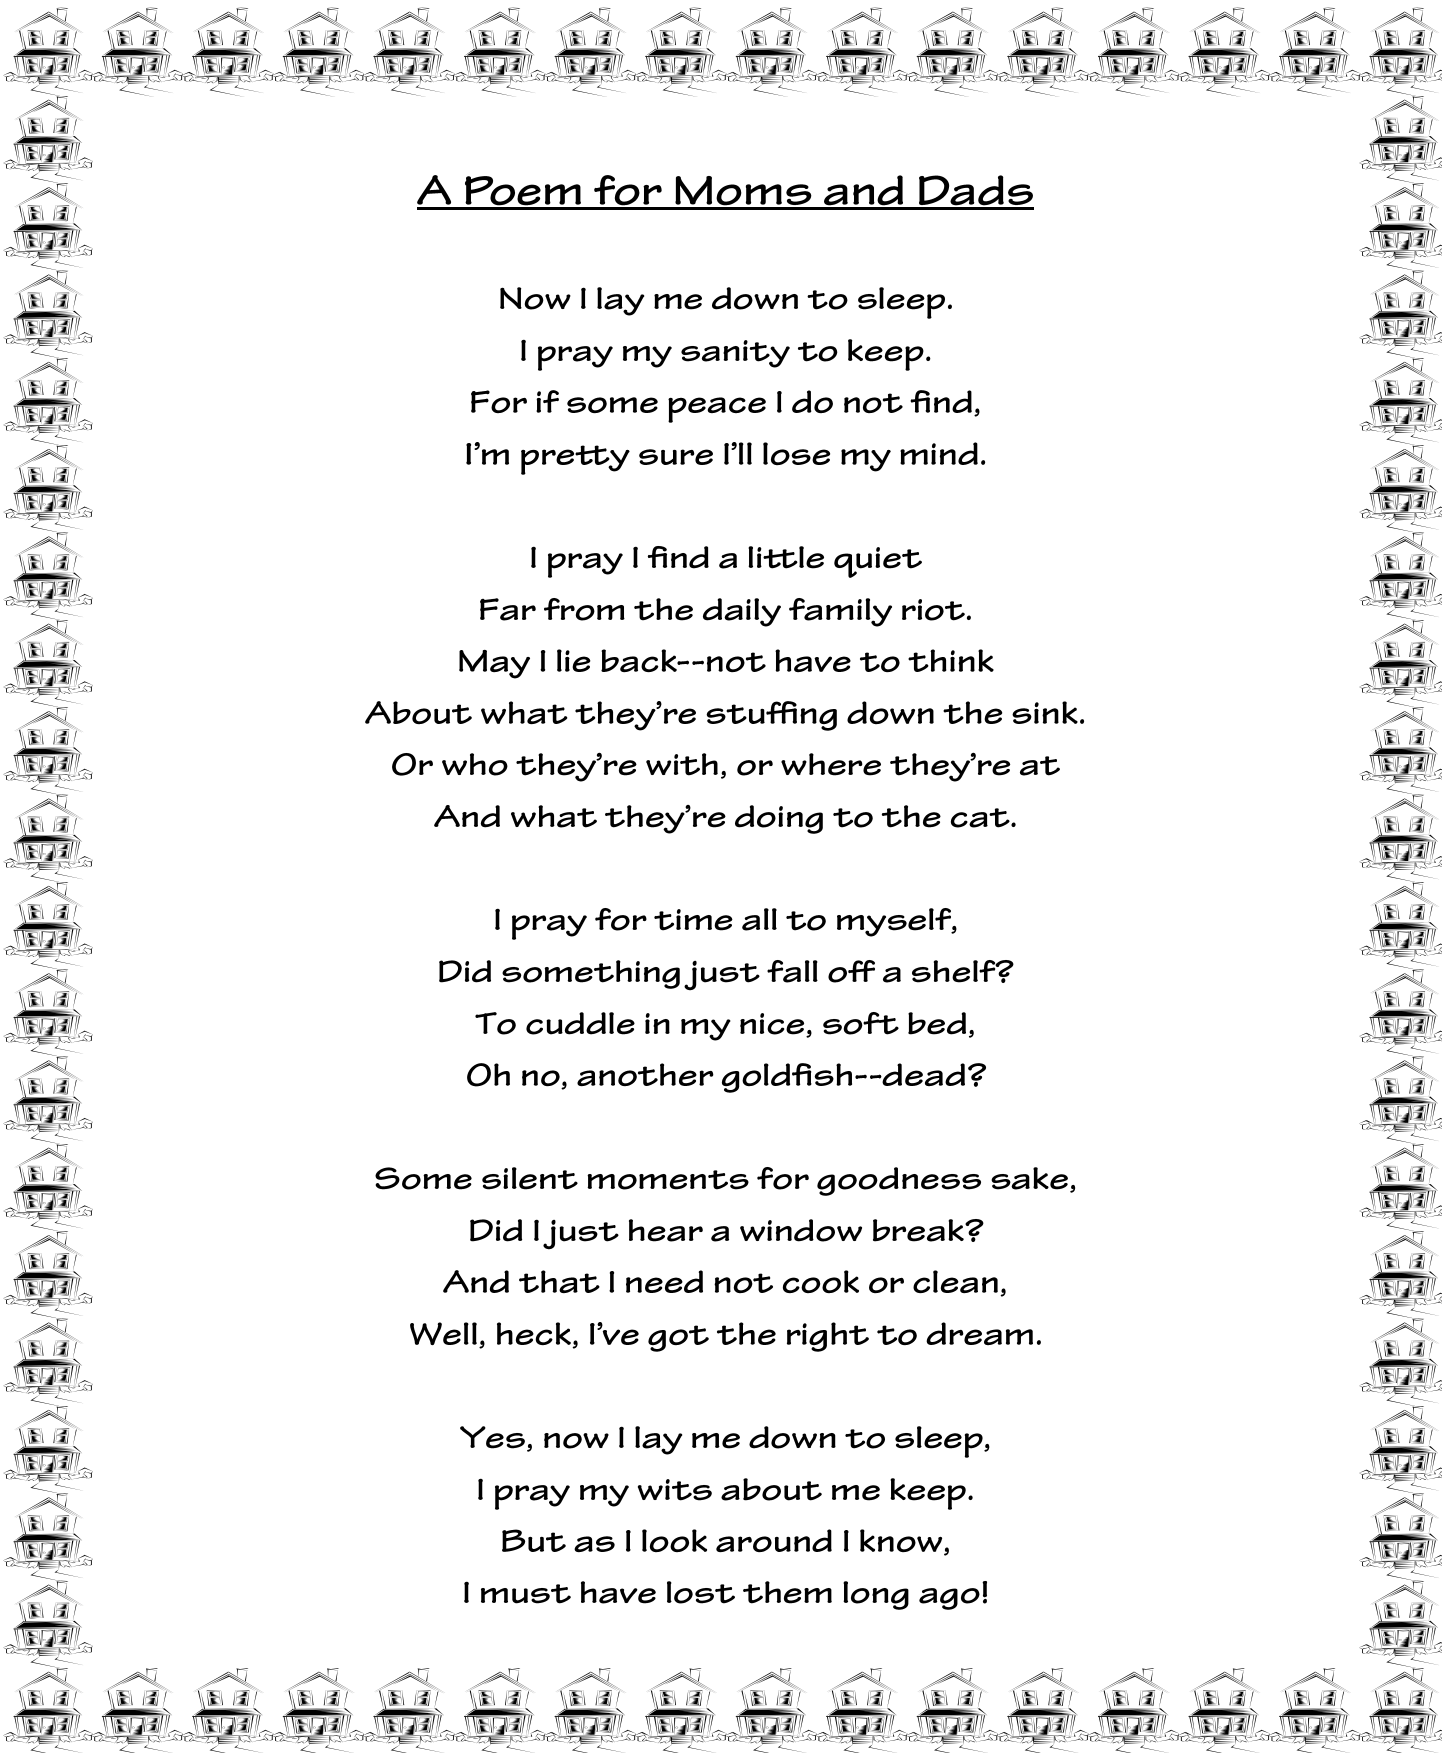 A Poem for Moms and Dads
Now I lay me down to sleep.
I pray my sanity to keep.
For if some peace I do not find,
I’m pretty sure I’ll lose my mind.
I pray I find a little quiet
Far from the daily family riot.
May I lie back--not have to think
About what they’re stuffing down the sink.
Or who they’re with, or where they’re at
And what they’re doing to the cat.
I pray for time all to myself,
Did something just fall off a shelf?
To cuddle in my nice, soft bed,
Oh no, another goldfish--dead?
Some silent moments for goodness sake,
Did I just hear a window break?
And that I need not cook or clean,
Well, heck, I’ve got the right to dream.
Yes, now I lay me down to sleep,
I pray my wits about me keep.
But as I look around I know,
I must have lost them long ago!